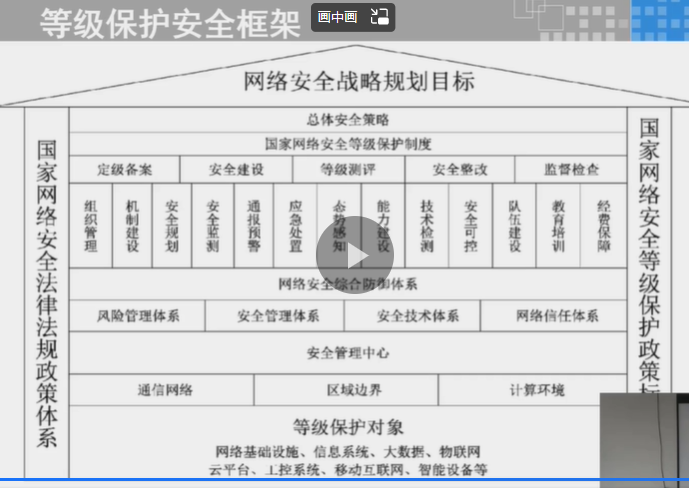 等级保护安全框架
画中画
网络安全战略规划目标
总体安全策略
国家网络安全等级保护制度
定级备案 安全建设 等级测评 安全整改 监督检查
组织管理 机制建设 安全规划 安全监测 通报预警 应急处置 态势感知 能力建设 技术检测 安全可控 队伍建设 教育培训 经费保障
网络安全综合防御体系
风险管理体系 安全管理体系 安全技术体系 网络信任体系
安全管理中心
通信网络 区域边界 计算环境
等级保护对象
网络基础设施、信息系统、大数据、物联网
云平台、工控系统、移动互联网、智能设备等
国家网络安全法律法规政策体系
国家网络安全等级保护政策标